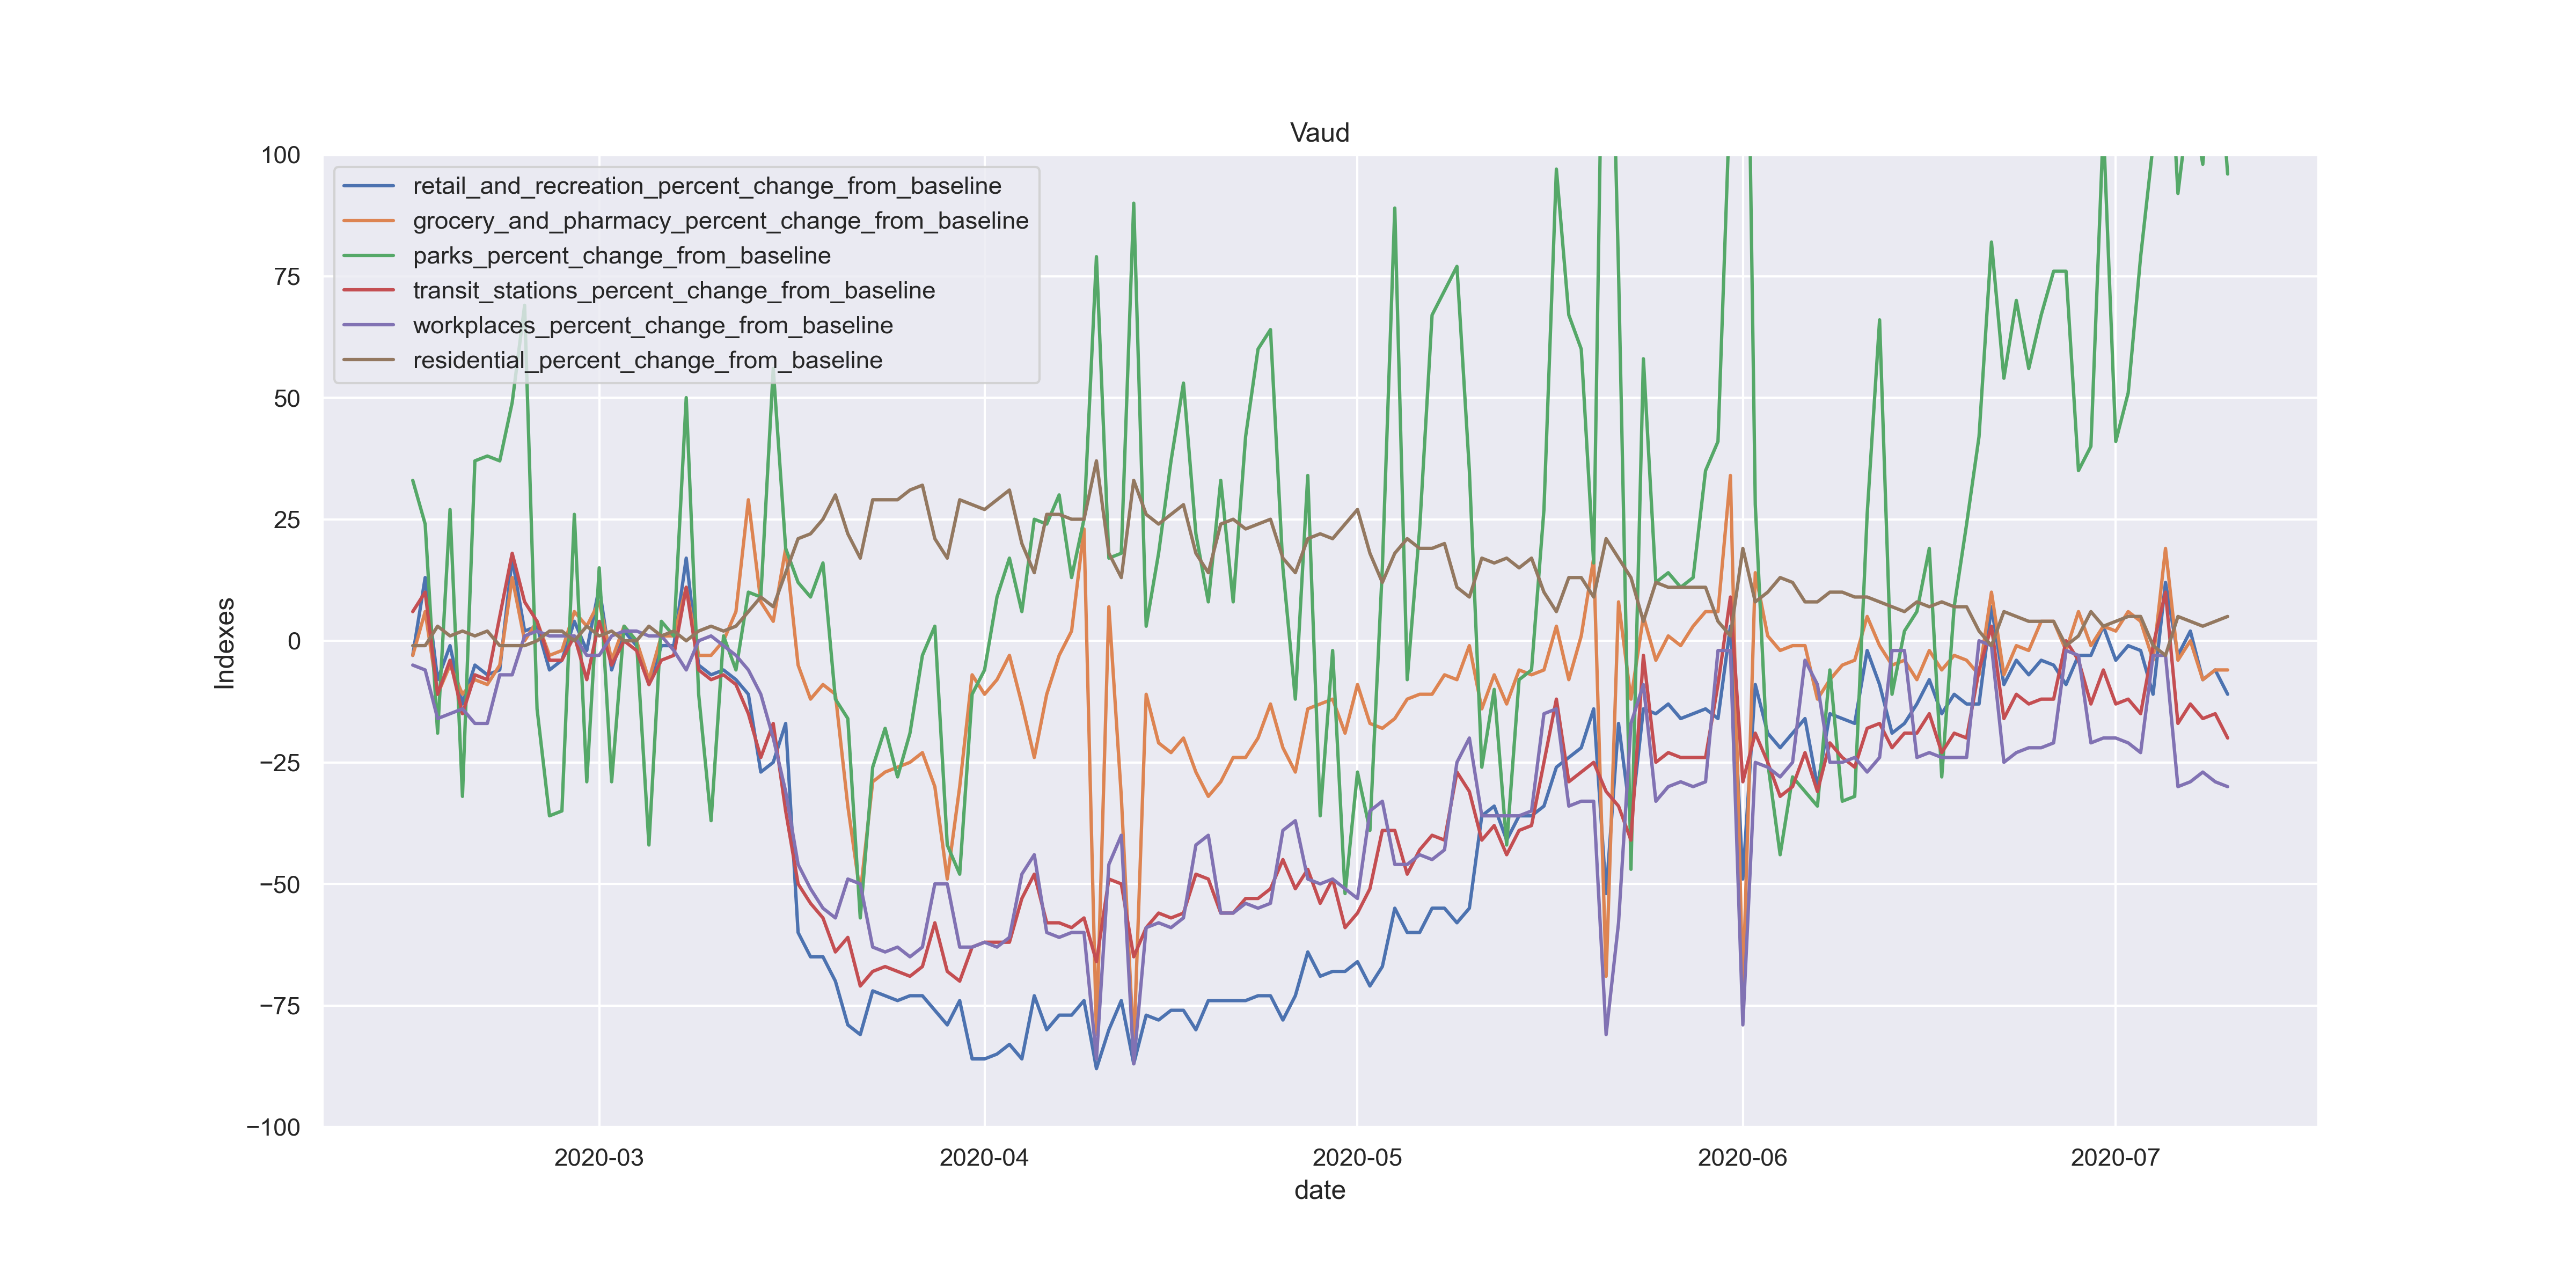 Vaud
100
75
50
25
0
−25
−50
−75
−100
Indexes
retail_and_recreation_percent_change_from_baseline
grocery_and_pharmacy_percent_change_from_baseline
parks_percent_change_from_baseline
transit_stations_percent_change_from_baseline
workplaces_percent_change_from_baseline
residential_percent_change_from_baseline
2020-03
2020-04
2020-05
2020-06
2020-07
date